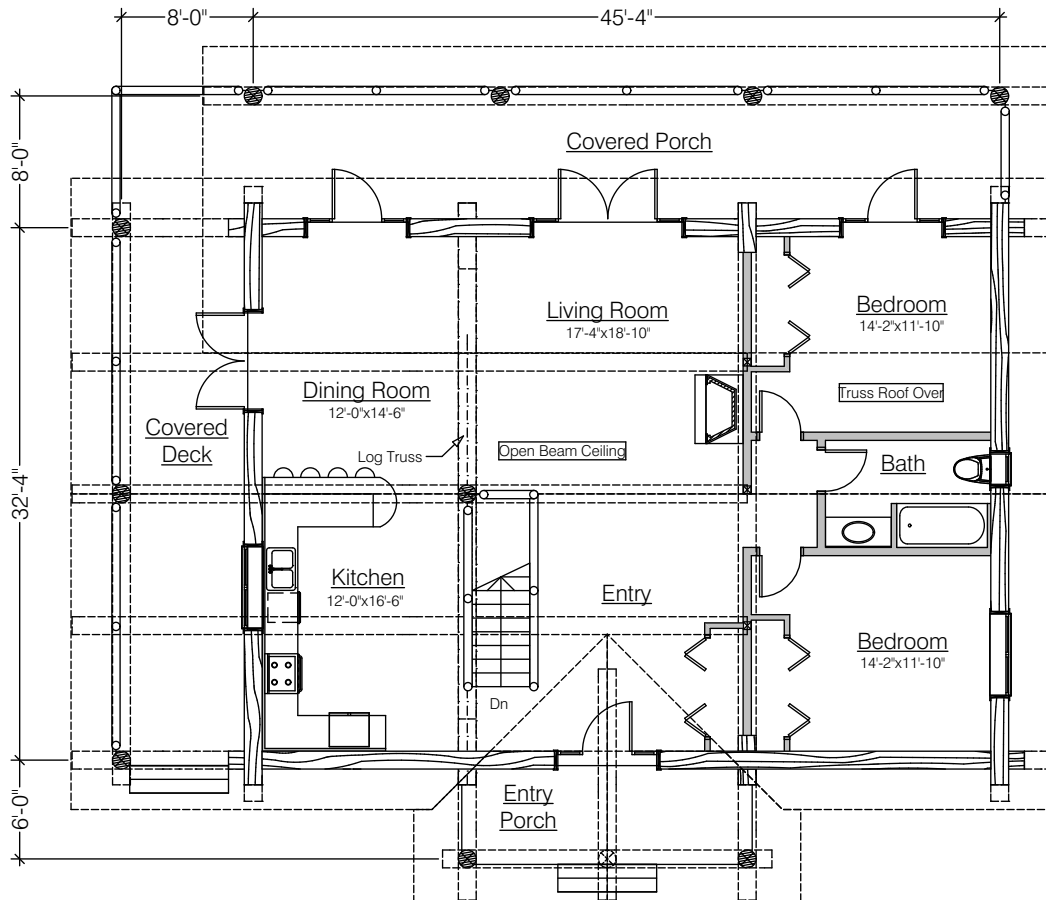 8'-0"
45'-4"
8'-0"
Covered Porch
Living Room
17'-4"x18'-10"
Bedroom
14'-2"x11'-10"
Dining Room
12'-0"x14'-6"
Truss Roof Over
Covered
Deck
Log Truss
Open Beam Ceiling
Bath
32'-4"
Kitchen
12'-0"x16'-6"
Entry
Bedroom
14'-2"x11'-10"
Dn
6'-0"
Entry
Porch